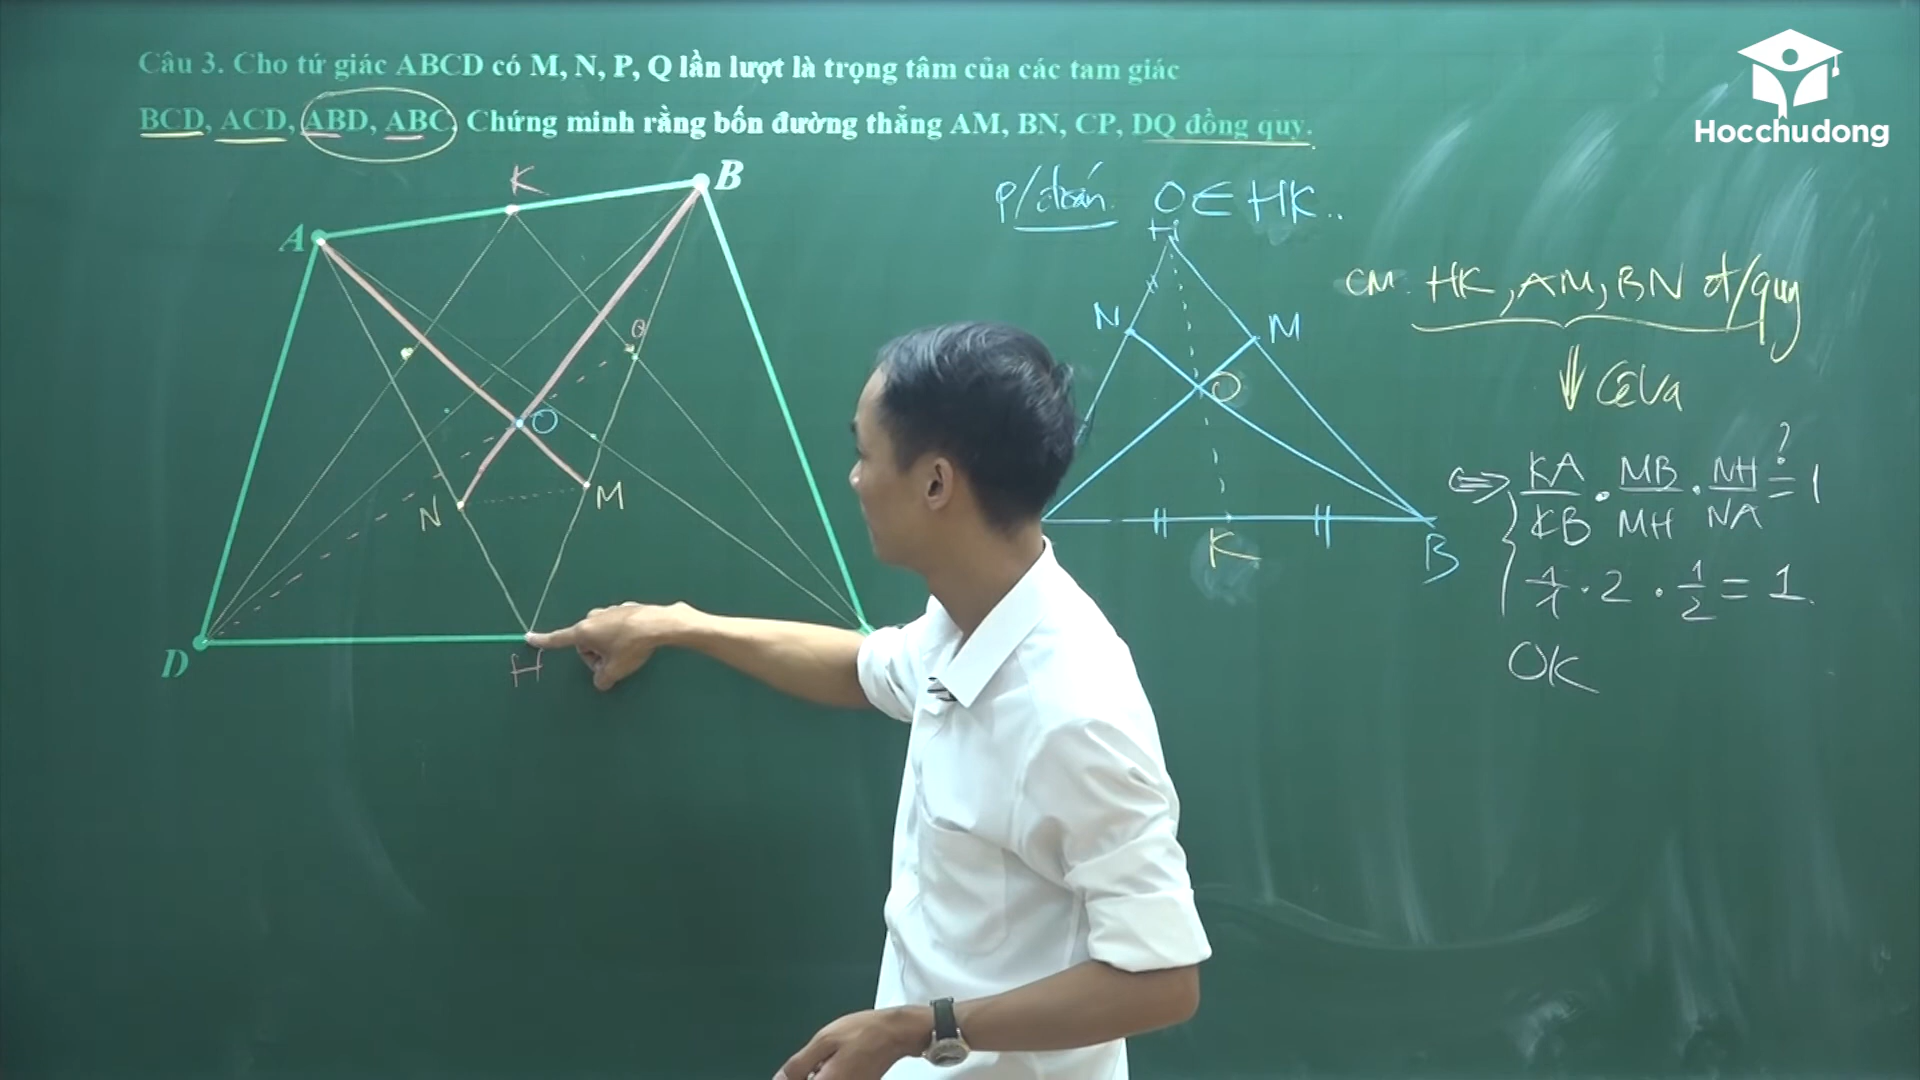 Câu 3. Cho tứ giác ABCD có M, N, P, Q lần lượt là trọng tâm của các tam giác
BCD, ACD, ABD, ABC. Chứng minh rằng bốn đường thẳng AM, BN, CP, DQ đồng quy.
Hocchudong
K
B
A
Q
O
N
M
D
H
P/đoán O ∈ HK..
H
N
M
O
K
B
CM. HK, AM, BN đ/quy
⇓ Ceva
⇔ KA/KB . MB/MH . NH/NA ?= 1
1/1 . 2 . 1/2 = 1
OK